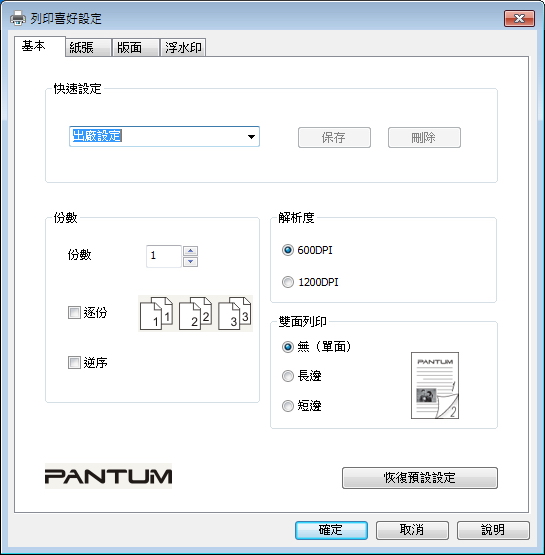 列印喜好設定
基本 紙張 版面 浮水印
快速設定
出廠設定 保存 刪除
份數
份數 1
逐份 1 1 2 2 3 3
逆序
解析度
600DPI
1200DPI
雙面列印
無（單面）
長邊
短邊
PANTUM
1
2
PANTUM
恢復預設設定
確定 取消 說明